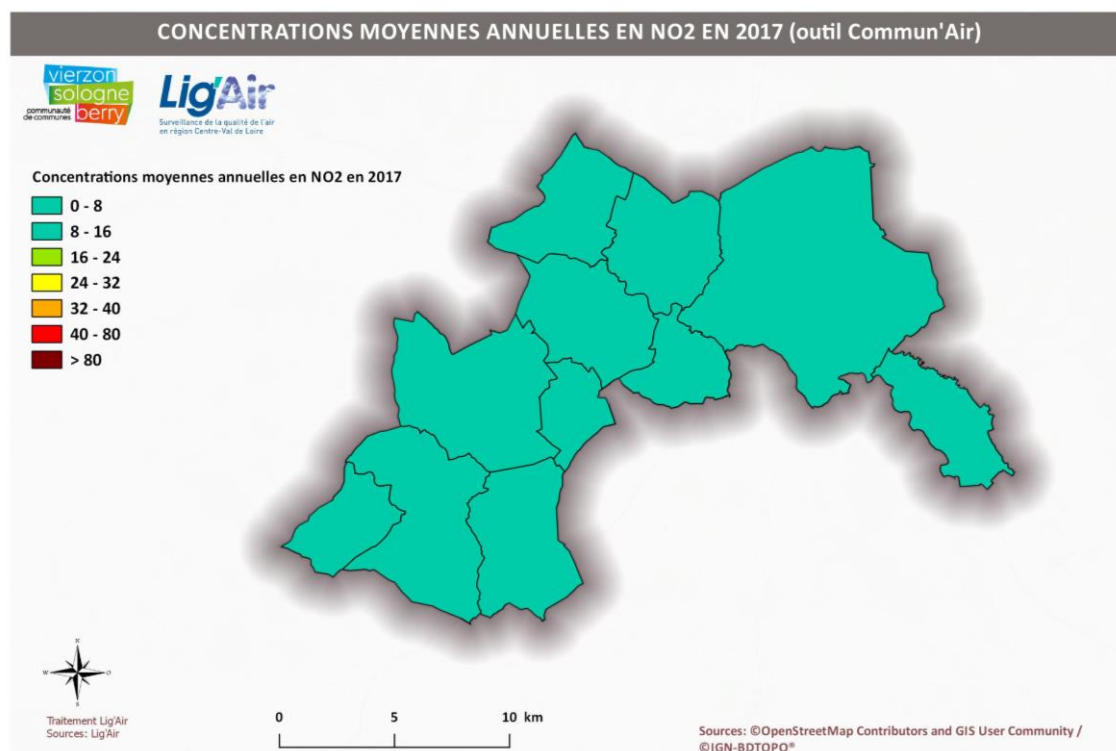 CONCENTRATIONS MOYENNES ANNUELLES EN NO2 EN 2017 (outil Commun'Air)
vierzon
sologne
berry
communauté
de communes
Lig'Air
Surveillance de la qualité de l'air
en région Centre-Val de Loire
Concentrations moyennes annuelles en NO2 en 2017
0 - 8
8 - 16
16 - 24
24 - 32
32 - 40
40 - 80
> 80
N
W
O
S
Traitement Lig'Air
Sources: Lig'Air
0 5 10 km
Sources: ©OpenStreetMap Contributors and GIS User Community /
©IGN-BDTOPO®